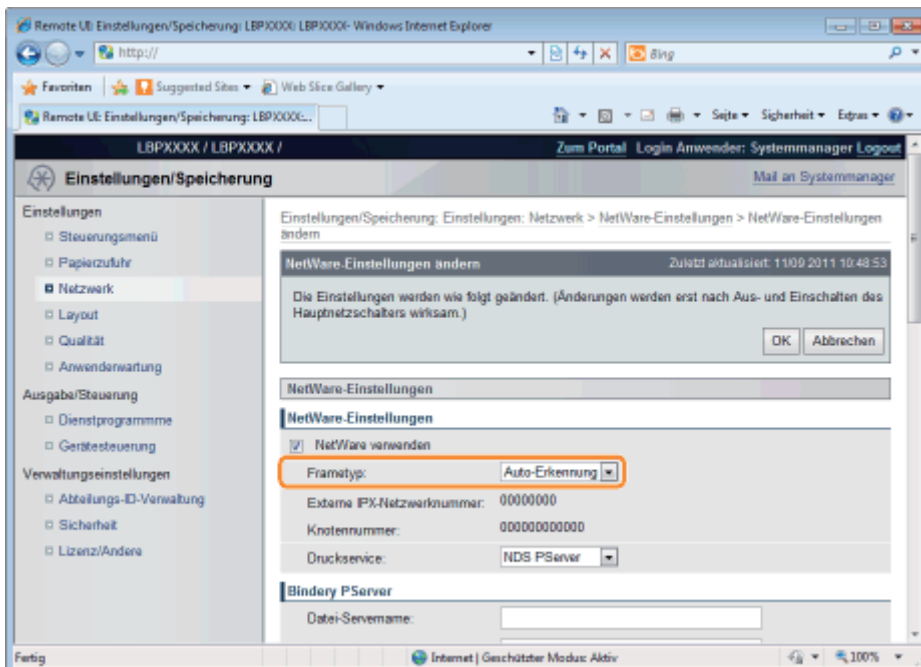 Remote UI: Einstellungen/Speicherung: LBPXXXX: LBPXXXX - Windows Internet Explorer
http://
Bing
Favoriten
Suggested Sites
Web Slice Gallery
Remote UI: Einstellungen/Speicherung: LBPXXXX:...
Seite
Sicherheit
Extras
LBPXXXX / LBPXXXX /
Zum Portal
Login Anwender: Systemmanager Logout
Einstellungen/Speicherung
Mail an Systemmanager
Einstellungen
Steuerungsmenü
Papierzufuhr
Netzwerk
Layout
Qualität
Anwenderwartung
Ausgabe/Steuerung
Dienstprogrammme
Gerätesteuerung
Verwaltungseinstellungen
Abteilungs-ID-Verwaltung
Sicherheit
Lizenz/Andere
Einstellungen/Speicherung: Einstellungen: Netzwerk > NetWare-Einstellungen > NetWare-Einstellungen
ändern
NetWare-Einstellungen ändern
Zuletzt aktualisiert: 11/09 2011 10:48:53
Die Einstellungen werden wie folgt geändert. (Änderungen werden erst nach Aus- und Einschalten des
Hauptnetzschalters wirksam.)
OK
Abbrechen
NetWare-Einstellungen
NetWare-Einstellungen
NetWare verwenden
Frametyp:
Auto-Erkennung
Externe IPX-Netzwerknummer:
00000000
Knotennummer:
000000000000
Druckservice:
NDS PServer
Bindery PServer
Datei-Servername:
Fertig
Internet | Geschützter Modus: Aktiv
100%